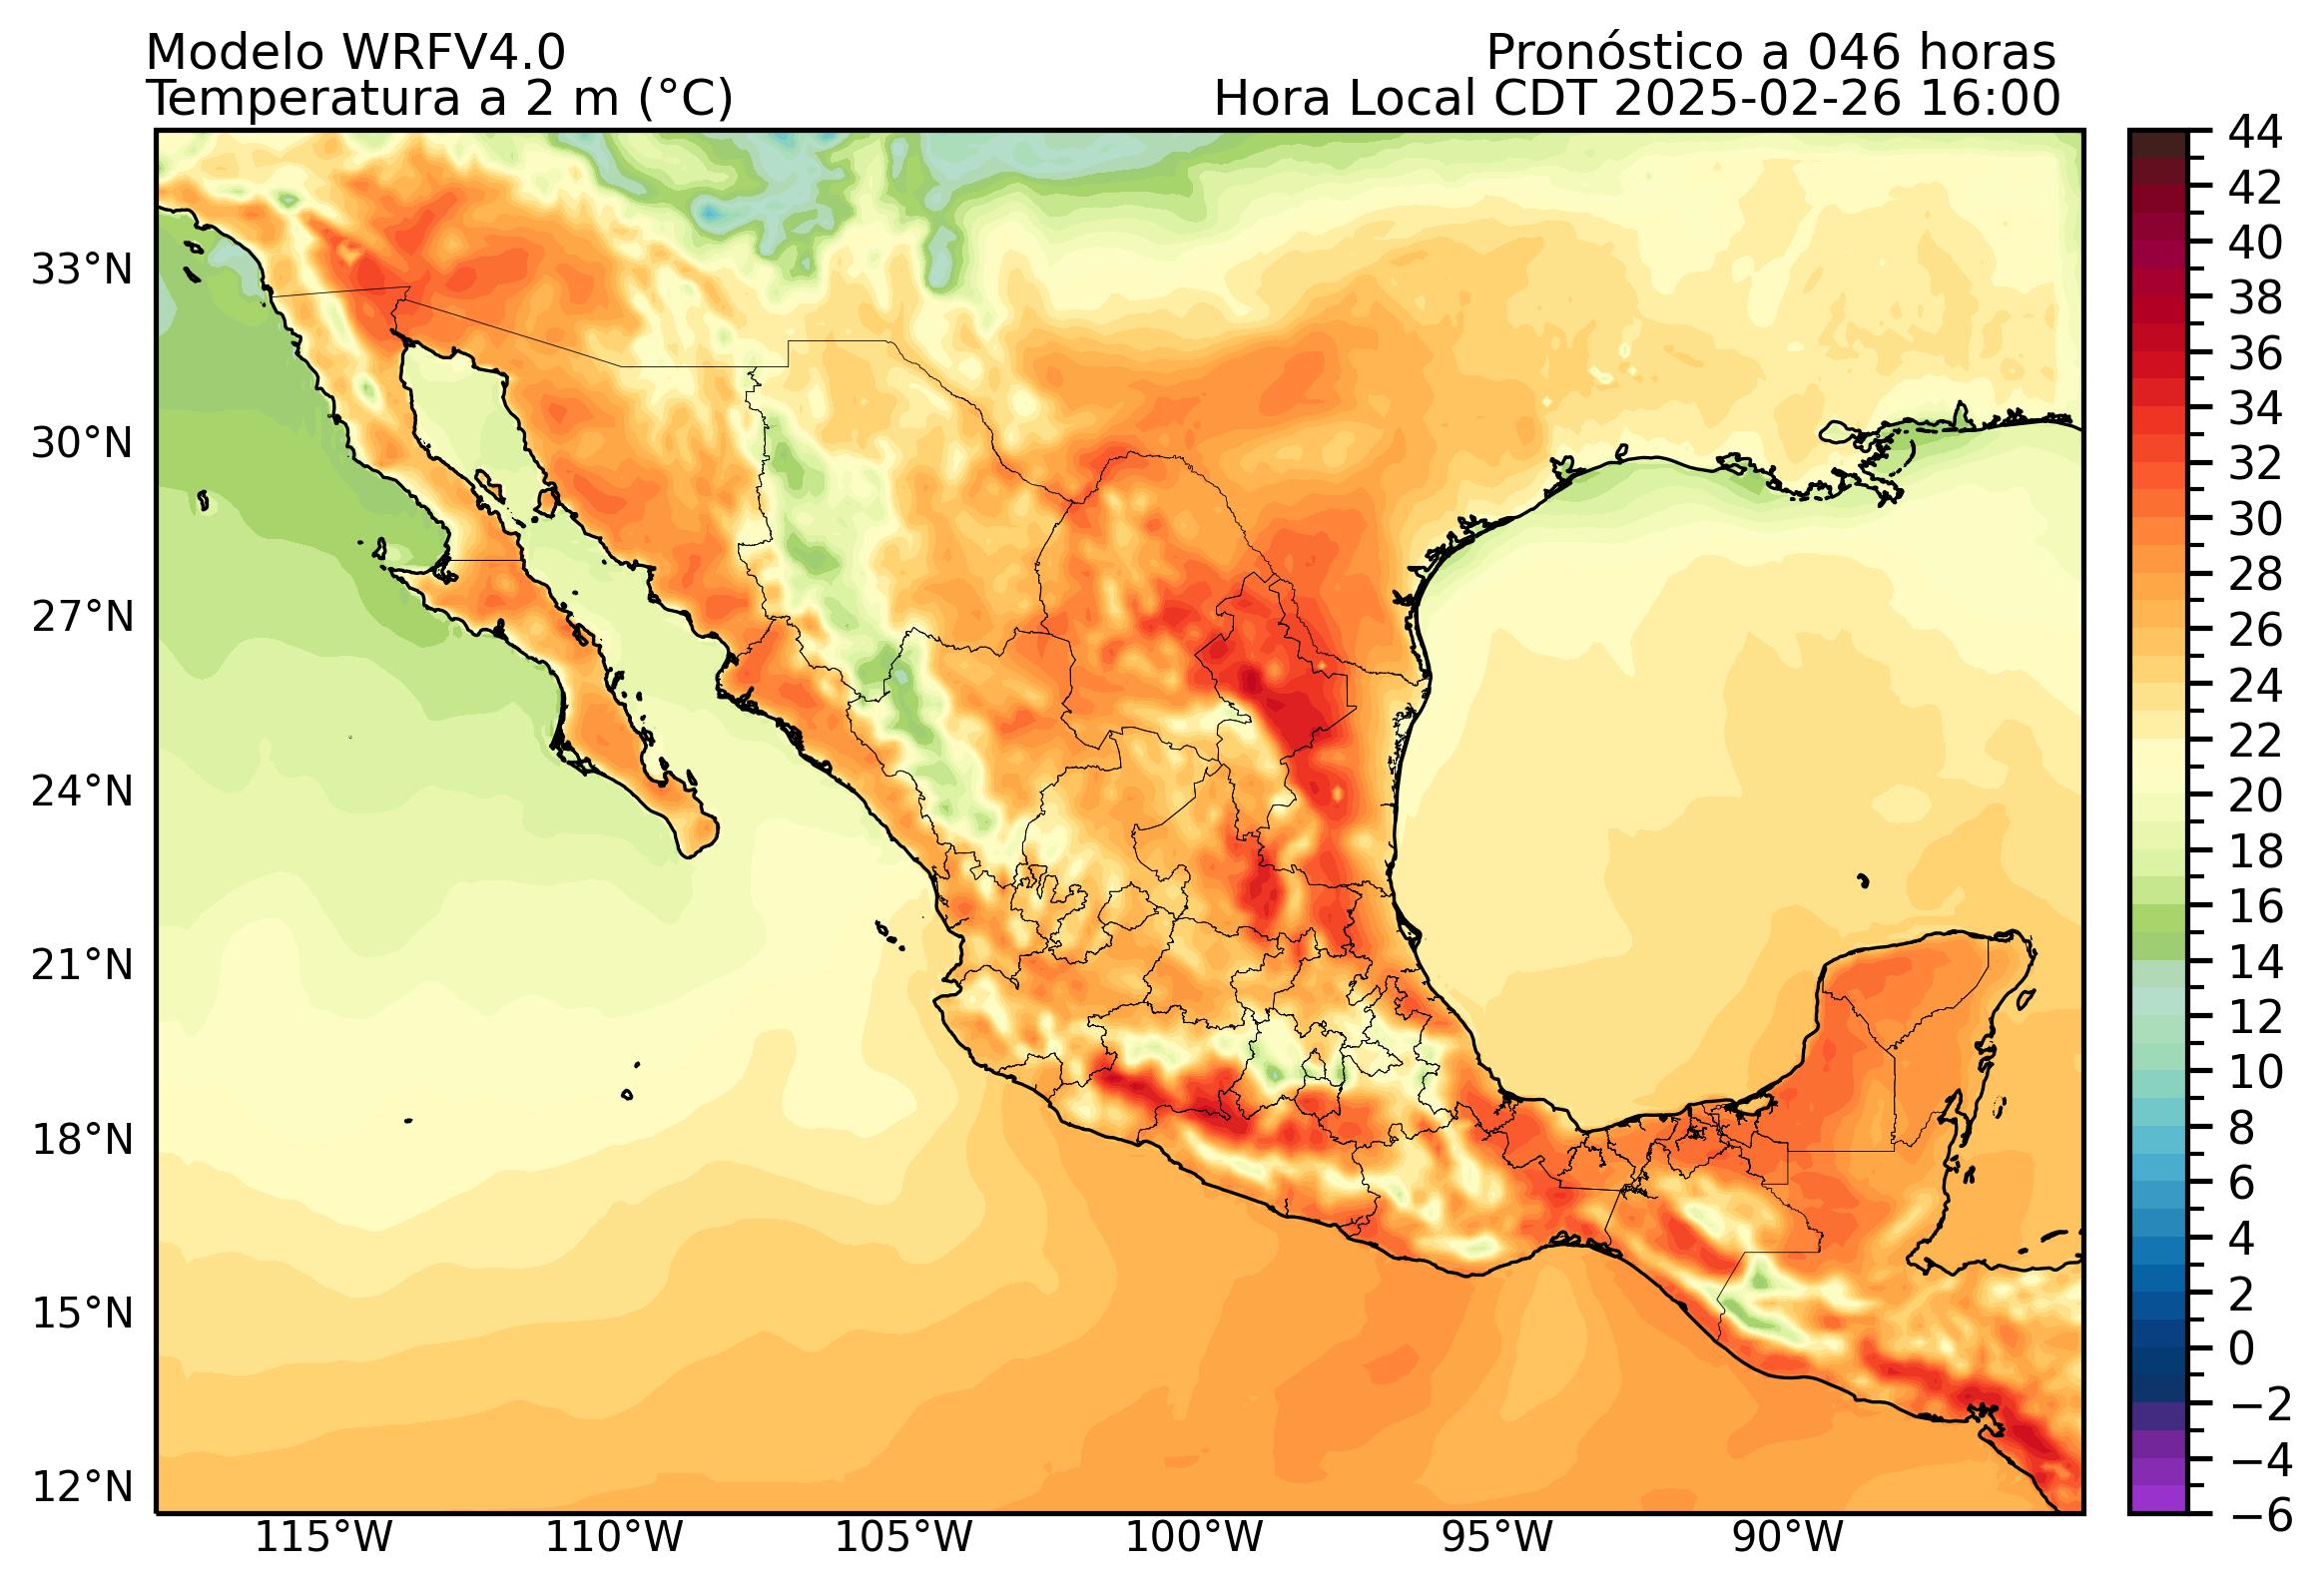 Modelo WRFV4.0
Pronóstico a 046 horas
Temperatura a 2 m (°C)
Hora Local CDT 2025-02-26 16:00
33°N
30°N
27°N
24°N
21°N
18°N
15°N
12°N
115°W
110°W
105°W
100°W
95°W
90°W
44
42
40
38
36
34
32
30
28
26
24
22
20
18
16
14
12
10
8
6
4
2
0
−2
−4
−6